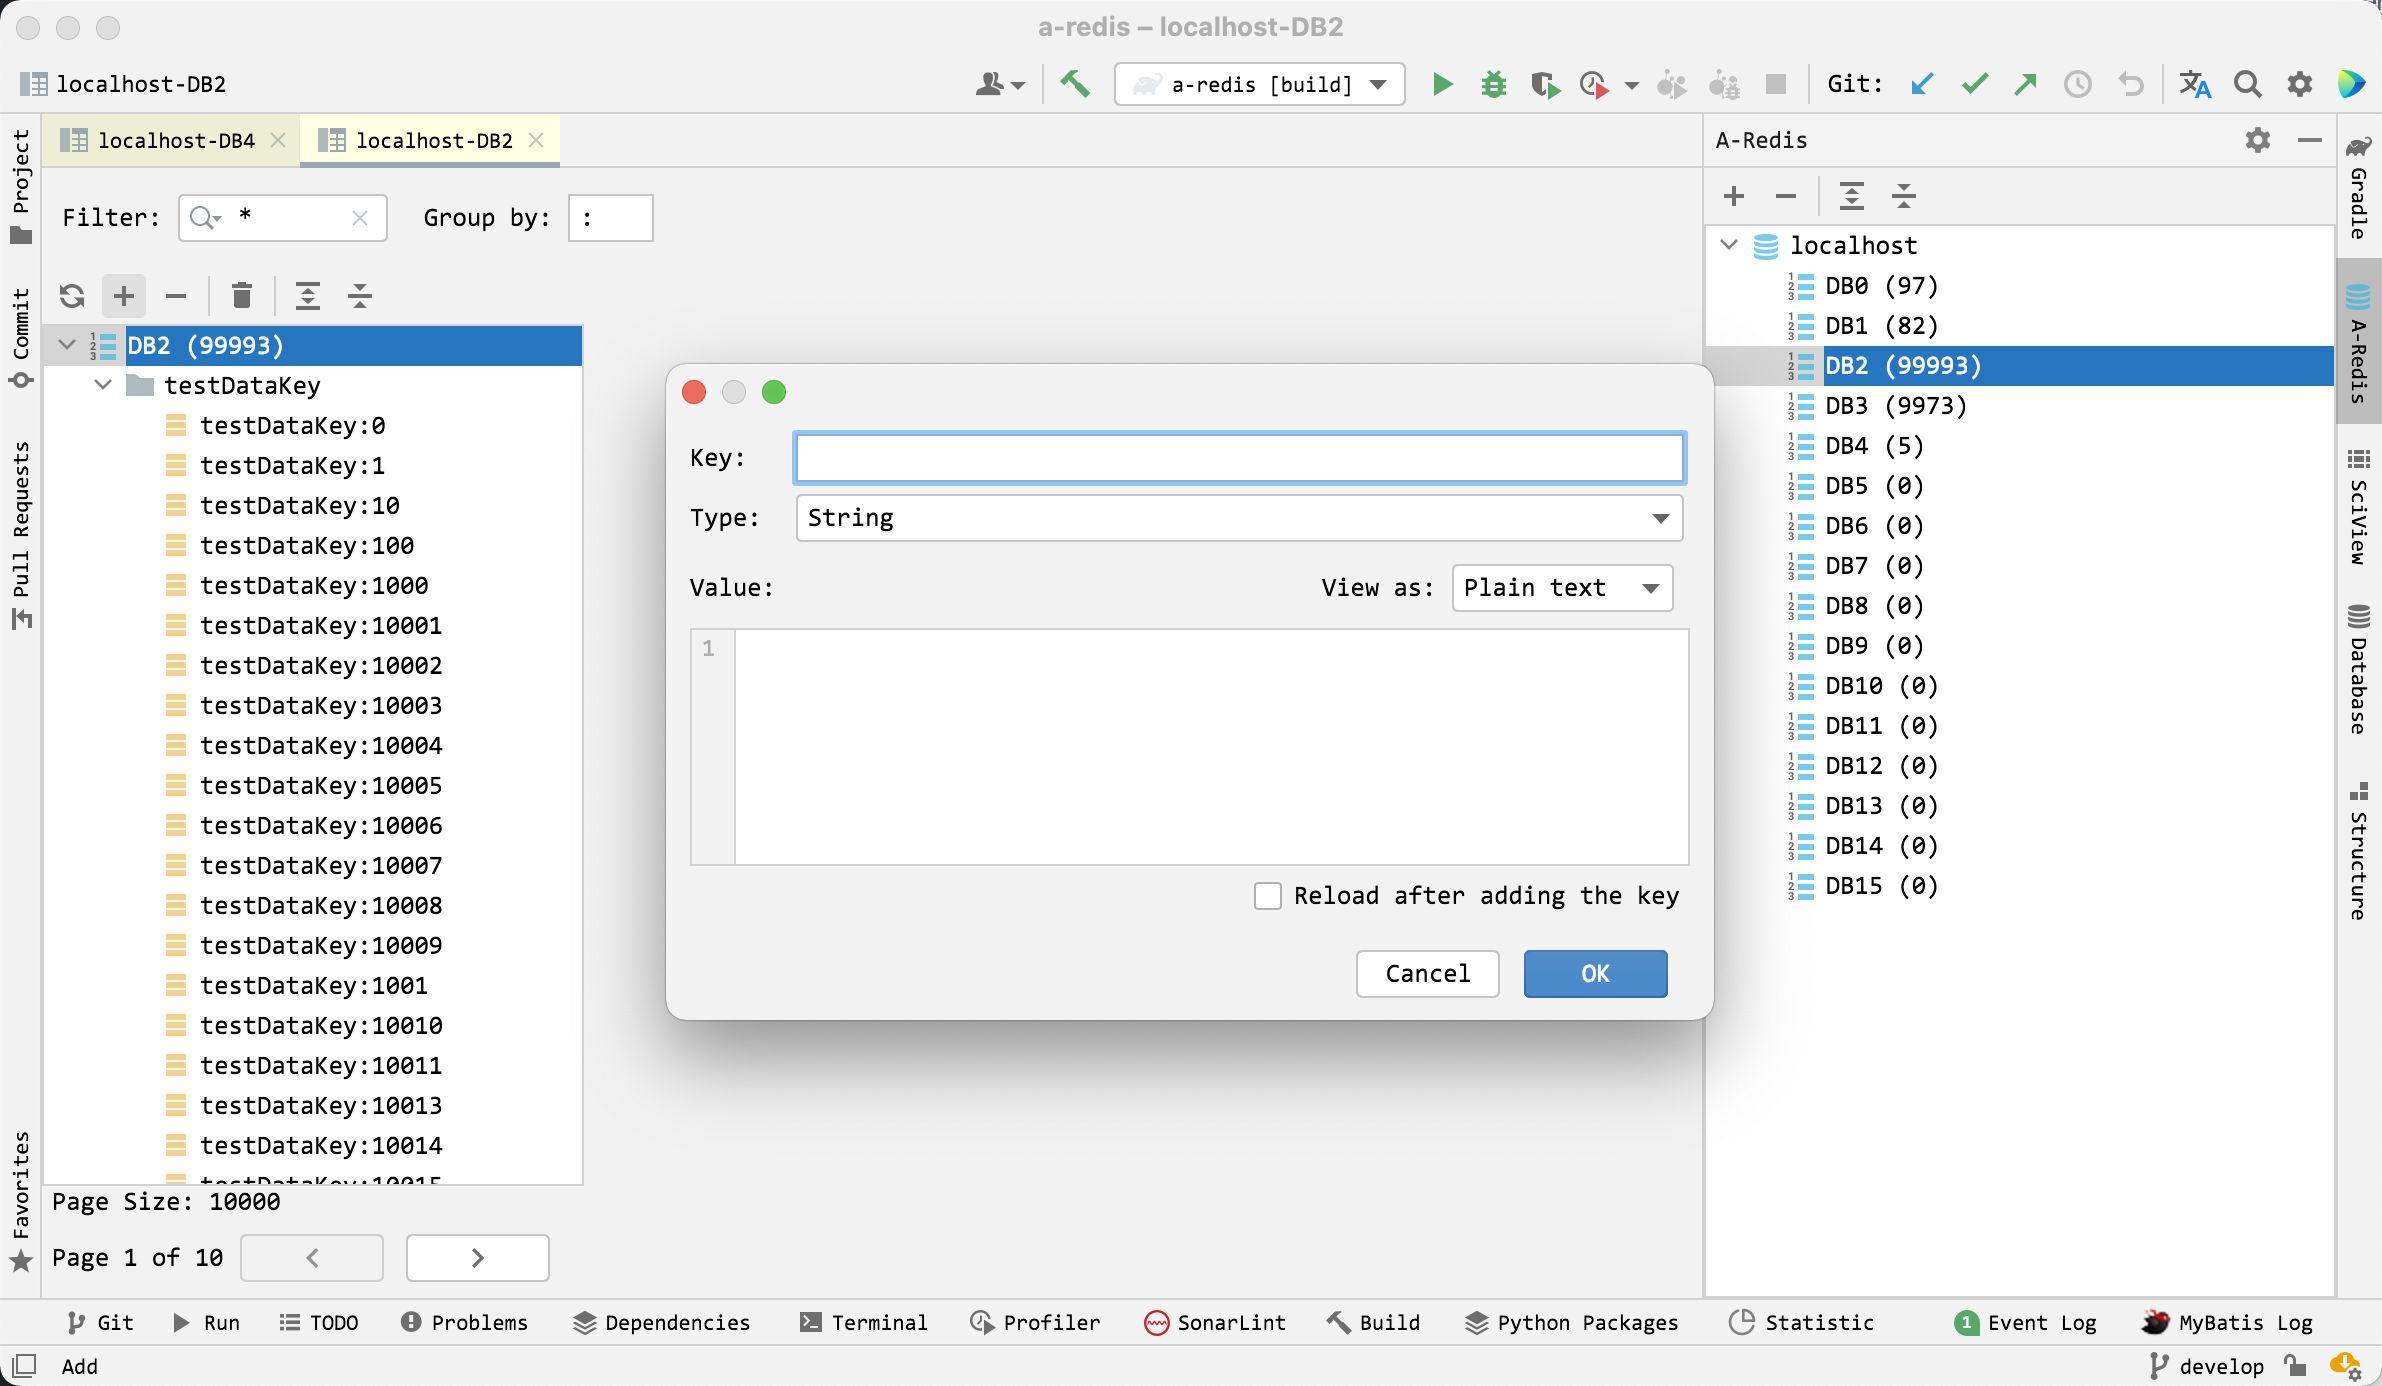 a-redis – localhost-DB2
localhost-DB2
a-redis [build]
Git:
Project
Commit
Pull Requests
Favorites
localhost-DB4
localhost-DB2
Filter: *
Group by: :
DB2 (99993)
testDataKey
testDataKey:0
testDataKey:1
testDataKey:10
testDataKey:100
testDataKey:1000
testDataKey:10001
testDataKey:10002
testDataKey:10003
testDataKey:10004
testDataKey:10005
testDataKey:10006
testDataKey:10007
testDataKey:10008
testDataKey:10009
testDataKey:1001
testDataKey:10010
testDataKey:10011
testDataKey:10013
testDataKey:10014
testDataKey:10015
Page Size: 10000
Page 1 of 10
Key:
Type: String
Value:
View as: Plain text
1
Reload after adding the key
Cancel
OK
A-Redis
localhost
DB0 (97)
DB1 (82)
DB2 (99993)
DB3 (9973)
DB4 (5)
DB5 (0)
DB6 (0)
DB7 (0)
DB8 (0)
DB9 (0)
DB10 (0)
DB11 (0)
DB12 (0)
DB13 (0)
DB14 (0)
DB15 (0)
Gradle
A-Redis
SciView
Database
Structure
Git
Run
TODO
Problems
Dependencies
Terminal
Profiler
SonarLint
Build
Python Packages
Statistic
1 Event Log
MyBatis Log
Add
develop